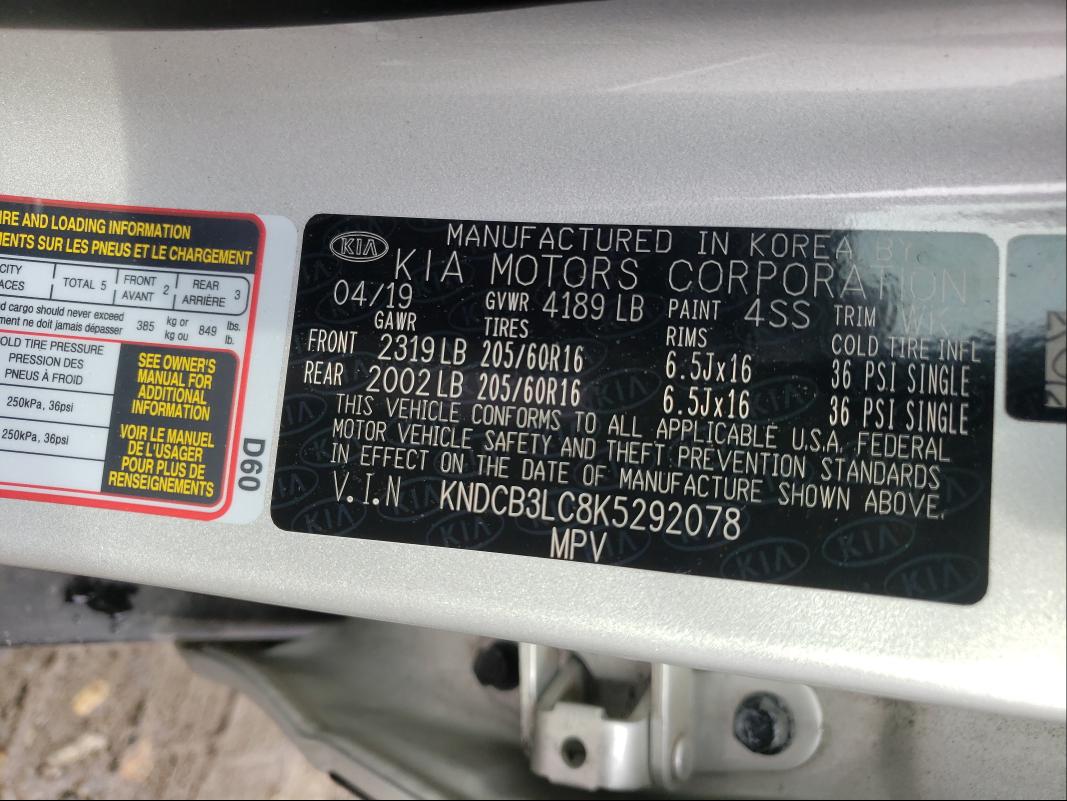 IRE AND LOADING INFORMATION
MENTS SUR LES PNEUS ET LE CHARGEMENT
CITY
ACES
TOTAL 5
FRONT
AVANT 2
REAR
ARRIÈRE 3
d cargo should never exceed
ment ne doit jamais dépasser
385 kg or
kg ou 849 lbs.
lb.
OLD TIRE PRESSURE
PRESSION DES
PNEUS À FROID
250kPa, 36psi
250kPa, 36psi
SEE OWNER'S
MANUAL FOR
ADDITIONAL
INFORMATION
VOIR LE MANUEL
DE L'USAGER
POUR PLUS DE
RENSEIGNEMENTS
D60
KIA
MANUFACTURED IN KOREA BY
KIA MOTORS CORPORATION
04/19 GVWR 4189 LB PAINT 4SS TRIM WK
GAWR TIRES RIMS COLD TIRE INFL
FRONT 2319 LB 205/60R16 6.5Jx16 36 PSI SINGLE
REAR 2002 LB 205/60R16 6.5Jx16 36 PSI SINGLE
THIS VEHICLE CONFORMS TO ALL APPLICABLE U.S.A. FEDERAL
MOTOR VEHICLE SAFETY AND THEFT PREVENTION STANDARDS
IN EFFECT ON THE DATE OF MANUFACTURE SHOWN ABOVE.
V.I.N KNDCB3LC8K5292078
MPV